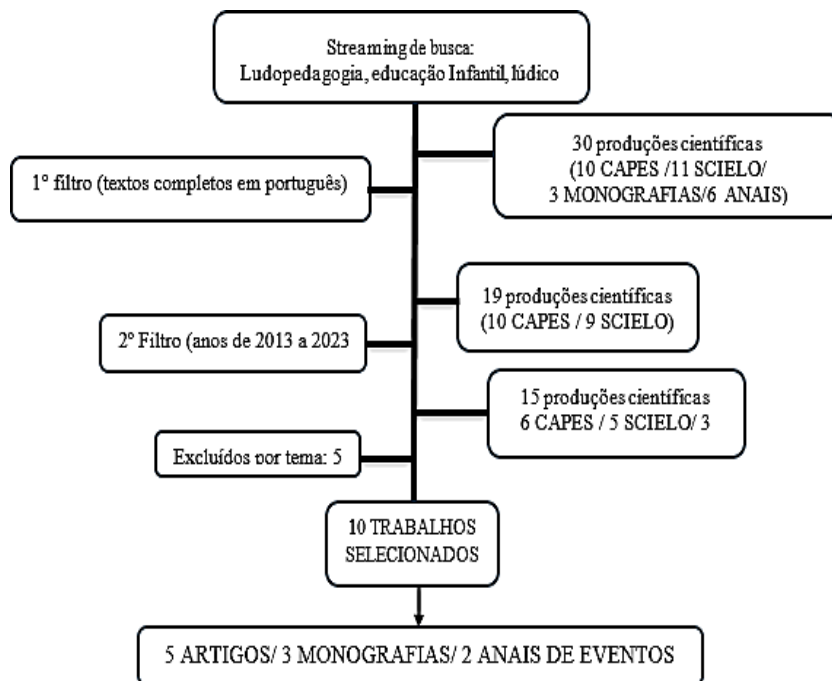 Streaming de busca:
Ludopedagogia, educação Infantil, lúdico
30 produções científicas
(10 CAPES /11 SCIELO/
3 MONOGRAFIAS/6 ANAIS)
1º filtro (textos completos em português)
19 produções científicas
(10 CAPES / 9 SCIELO)
2º Filtro (anos de 2013 a 2023
15 produções científicas
6 CAPES / 5 SCIELO/ 3
Excluídos por tema: 5
10 TRABALHOS
SELECIONADOS
5 ARTIGOS/ 3 MONOGRAFIAS/ 2 ANAIS DE EVENTOS